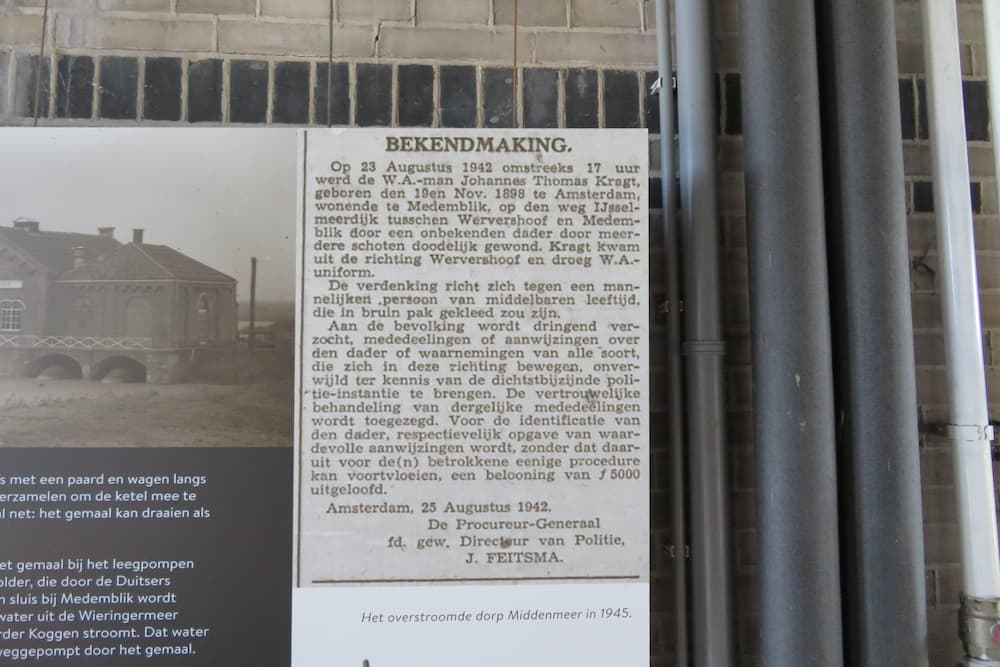 BEKENDMAKING.
Op 23 Augustus 1942 omstreeks 17 uur
werd de W.A.-man Johannes Thomas Kragt,
geboren den 19en Nov. 1898 te Amsterdam,
wonende te Medemblik, op den weg IJssel-
meerdijk tusschen Wervershoof en Medem-
blik door een onbekenden dader door meer-
dere schoten doodelijk gewond. Kragt kwam
uit de richting Wervershoof en droeg W.A.-
uniform.
De verdenking richt zich tegen een man-
nelijken persoon van middelbaren leeftijd,
die in bruin pak gekleed zou zijn.
Aan de bevolking wordt dringend ver-
zocht, mededeelingen of aanwijzingen over
den dader of waarnemingen van alle soort,
die zich in deze richting bewegen, onver-
wijld ter kennis van de dichtstbijzijnde poli-
tie-instantie te brengen. De vertrouwelijke
behandeling van dergelijke mededeelingen
wordt toegezegd. Voor de identificatie van
den dader, respectievelijk opgave van waar-
devolle aanwijzingen wordt, zonder dat daar-
uit voor de(n) betrokkene eenige procedure
kan voortvloeien, een belooning van ƒ 5000
uitgeloofd.
Amsterdam, 25 Augustus 1942.
De Procureur-Generaal
fd. gew. Directeur van Politie,
J. FEITSMA.
Het overstroomde dorp Middenmeer in 1945.
s met een paard en wagen langs
erzamelen om de ketel mee te
l net: het gemaal kan draaien als
et gemaal bij het leegpompen
older, die door de Duitsers
n sluis bij Medemblik wordt
water uit de Wieringermeer
rder Koggen stroomt. Dat water
weggepompt door het gemaal.